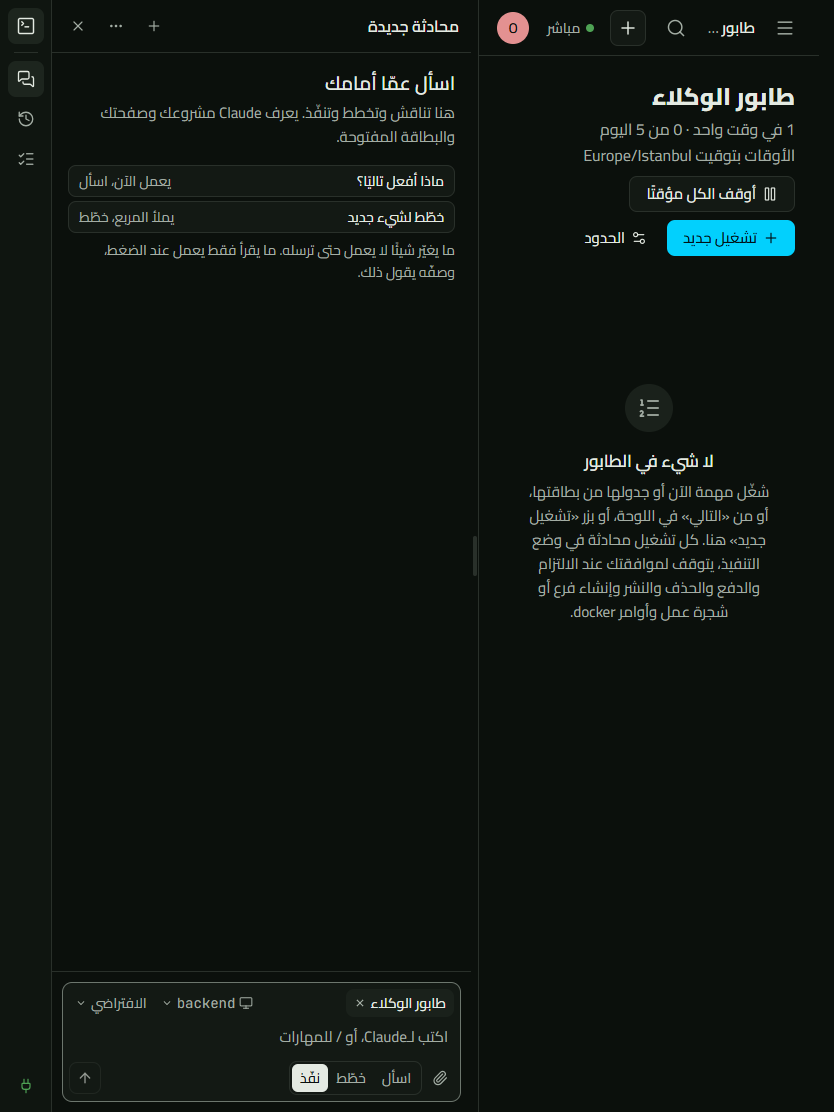 طابور ...
مباشر
O
طابور الوكلاء
1 في وقت واحد · 0 من 5 اليوم
الأوقات بتوقيت Europe/Istanbul
أوقف الكل مؤقتًا
تشغيل جديد
الحدود
لا شيء في الطابور
شغّل مهمة الآن أو جدولها من بطاقتها،
أو من «التالي» في اللوحة، أو بزر «تشغيل
جديد» هنا. كل تشغيل محادثة في وضع
التنفيذ، يتوقف لموافقتك عند الالتزام
والدفع والحذف والنشر وإنشاء فرع أو
شجرة عمل وأوامر docker.
محادثة جديدة
اسأل عمّا أمامك
هنا تناقش وتخطط وتنفّذ. يعرف Claude مشروعك وصفحتك
والبطاقة المفتوحة.
ماذا أفعل تاليًا؟ يعمل الآن، اسأل
خطّط لشيء جديد يملأ المربع، خطّط
ما يغيّر شيئًا لا يعمل حتى ترسله. ما يقرأ فقط يعمل عند الضغط،
وصفّه يقول ذلك.
طابور الوكلاء backend الافتراضي
اكتب لـClaude، أو / للمهارات
اسأل خطّط نفّذ